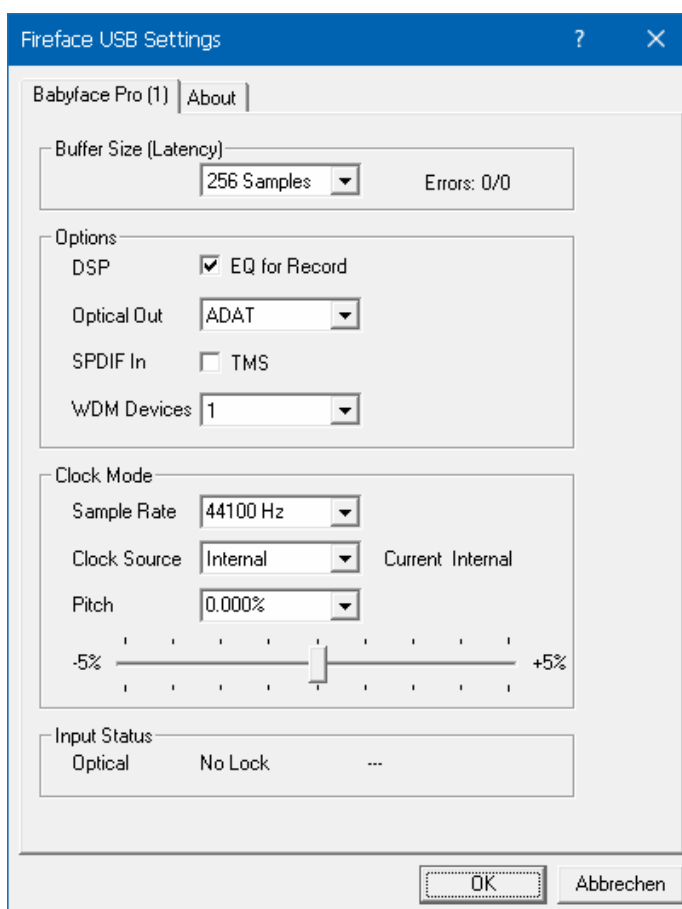 Fireface USB Settings ? ×
Babyface Pro (1) About
Buffer Size (Latency)
256 Samples Errors: 0/0
Options
DSP EQ for Record
Optical Out ADAT
SPDIF In TMS
WDM Devices 1
Clock Mode
Sample Rate 44100 Hz
Clock Source Internal Current Internal
Pitch 0.000%
-5% +5%
Input Status
Optical No Lock ---
OK Abbrechen